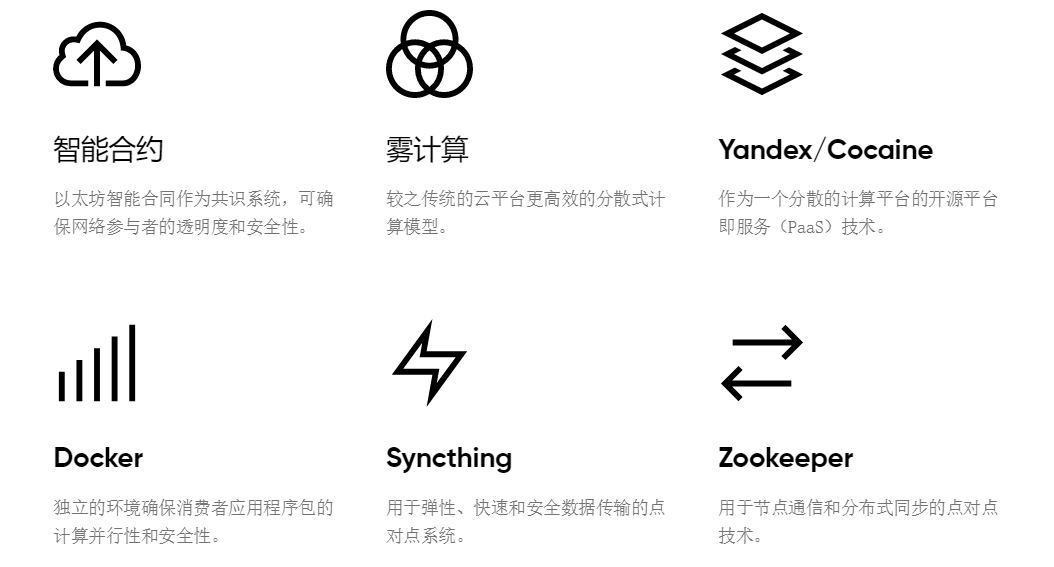 智能合约
以太坊智能合同作为共识系统，可确
保网络参与者的透明度和安全性。
雾计算
较之传统的云平台更高效的分散式计
算模型。
Yandex/Cocaine
作为一个分散的计算平台的开源平台
即服务（PaaS）技术。
Docker
独立的环境确保消费者应用程序包的
计算并行性和安全性。
Syncthing
用于弹性、快速和安全数据传输的点
对点系统。
Zookeeper
用于节点通信和分布式同步的点对点
技术。